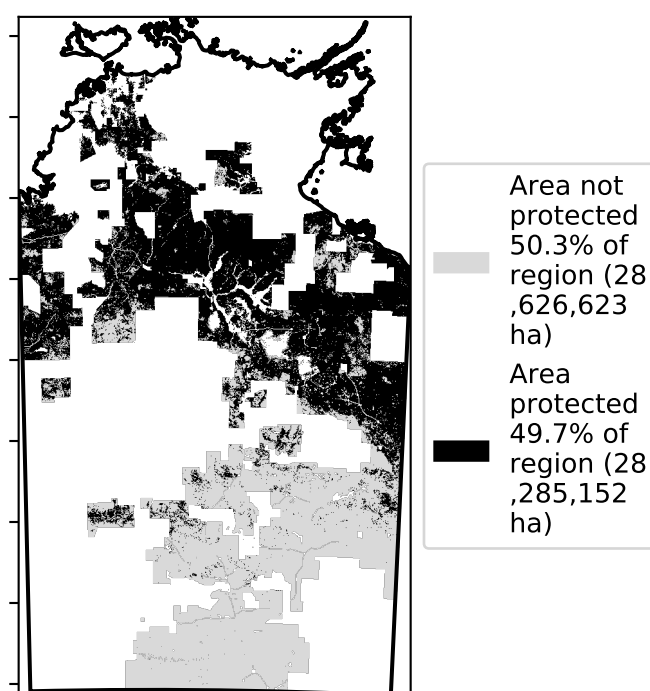 Area not
protected
50.3% of
region (28
,626,623
ha)
Area
protected
49.7% of
region (28
,285,152
ha)